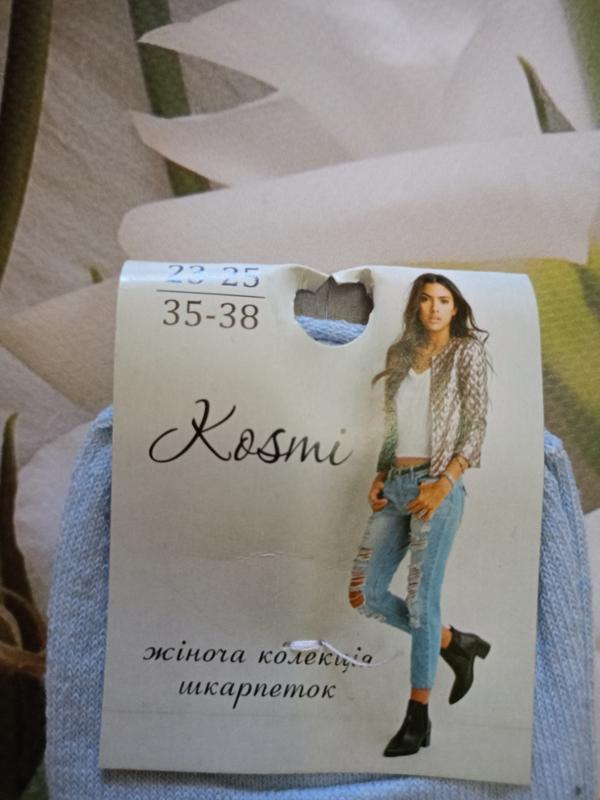 23-25
35-38
Kosmi
жіноча колекція
шкарпеток